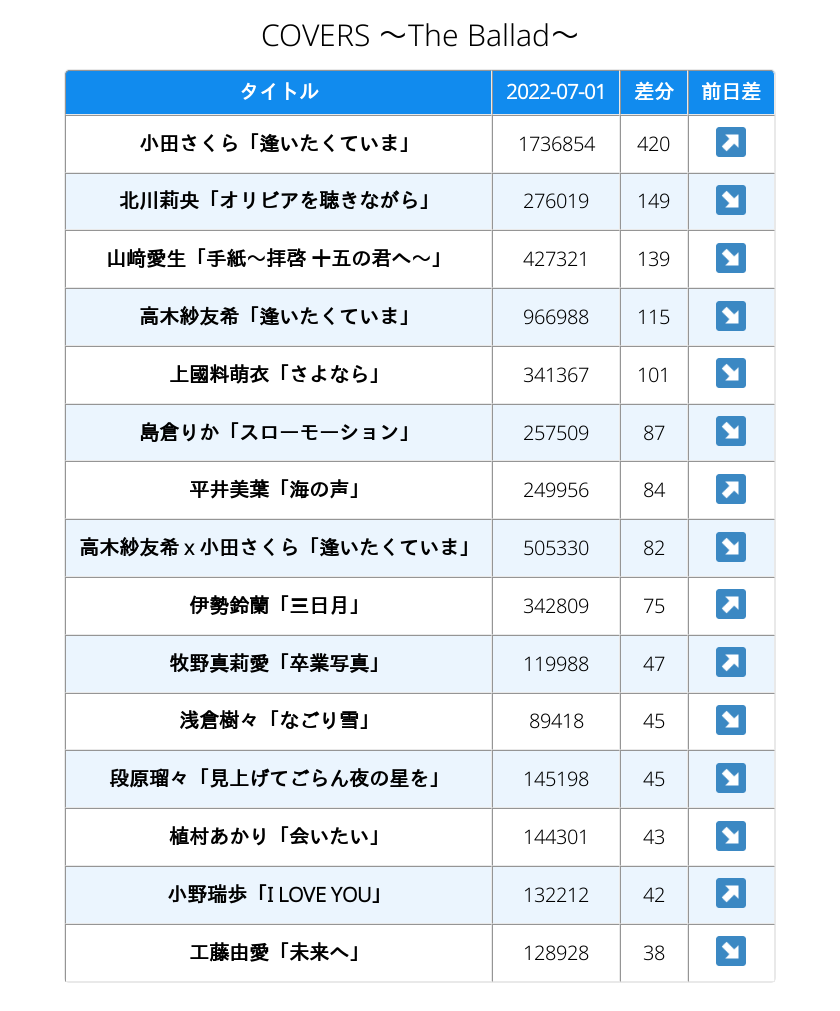 COVERS 〜The Ballad〜
タイトル 2022-07-01 差分 前日差
小田さくら「逢いたくていま」 1736854 420 ↗
北川莉央「オリビアを聴きながら」 276019 149 ↘
山﨑愛生「手紙〜拝啓 十五の君へ〜」 427321 139 ↘
高木紗友希「逢いたくていま」 966988 115 ↘
上國料萌衣「さよなら」 341367 101 ↘
島倉りか「スローモーション」 257509 87 ↘
平井美葉「海の声」 249956 84 ↗
高木紗友希 x 小田さくら「逢いたくていま」 505330 82 ↘
伊勢鈴蘭「三日月」 342809 75 ↗
牧野真莉愛「卒業写真」 119988 47 ↗
浅倉樹々「なごり雪」 89418 45 ↘
段原瑠々「見上げてごらん夜の星を」 145198 45 ↘
植村あかり「会いたい」 144301 43 ↘
小野瑞歩「I LOVE YOU」 132212 42 ↗
工藤由愛「未来へ」 128928 38 ↘